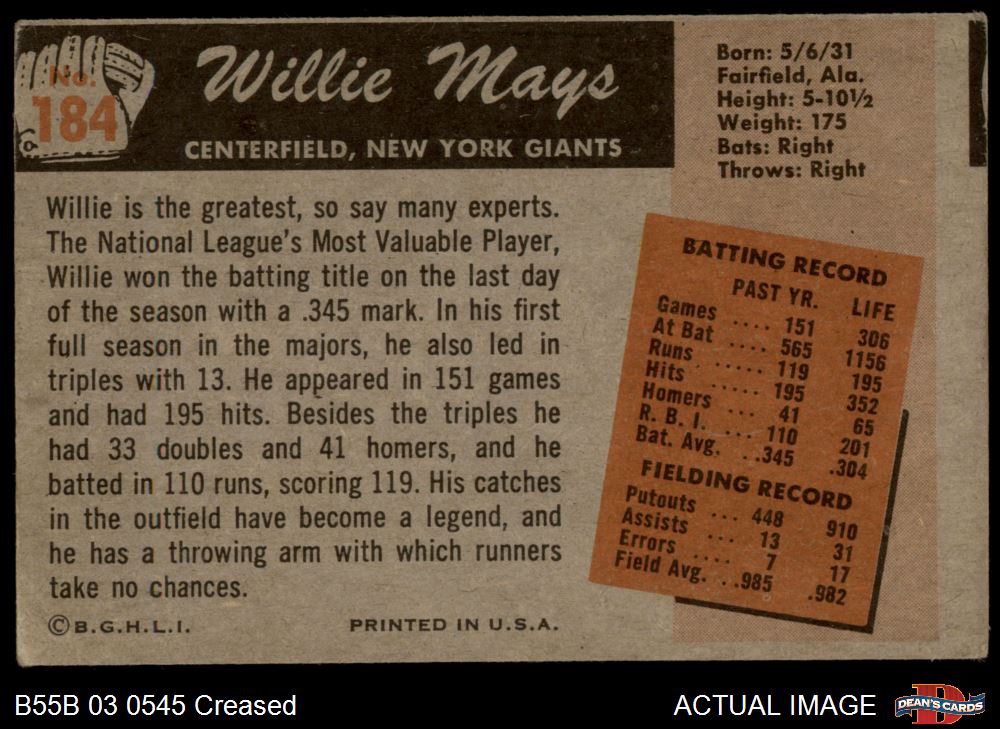 No.
184
Willie Mays
CENTERFIELD, NEW YORK GIANTS
Born: 5/6/31
Fairfield, Ala.
Height: 5-10½
Weight: 175
Bats: Right
Throws: Right
Willie is the greatest, so say many experts.
The National League's Most Valuable Player,
Willie won the batting title on the last day
of the season with a .345 mark. In his first
full season in the majors, he also led in
triples with 13. He appeared in 151 games
and had 195 hits. Besides the triples he
had 33 doubles and 41 homers, and he
batted in 110 runs, scoring 119. His catches
in the outfield have become a legend, and
he has a throwing arm with which runners
take no chances.
©B.G.H.L.I. PRINTED IN U.S.A.
BATTING RECORD
PAST YR. LIFE
Games .... 151 306
At Bat .... 565 1156
Runs ..... 119 195
Hits ..... 195 352
Homers ... 41 65
R. B. I. ... 110 201
Bat. Avg. ..345 .304
FIELDING RECORD
Putouts ... 448 910
Assists ... 13 31
Errors .... 7 17
Field Avg. ..985 .982
B55B 03 0545 Creased
ACTUAL IMAGE
D
DEAN'S CARDS